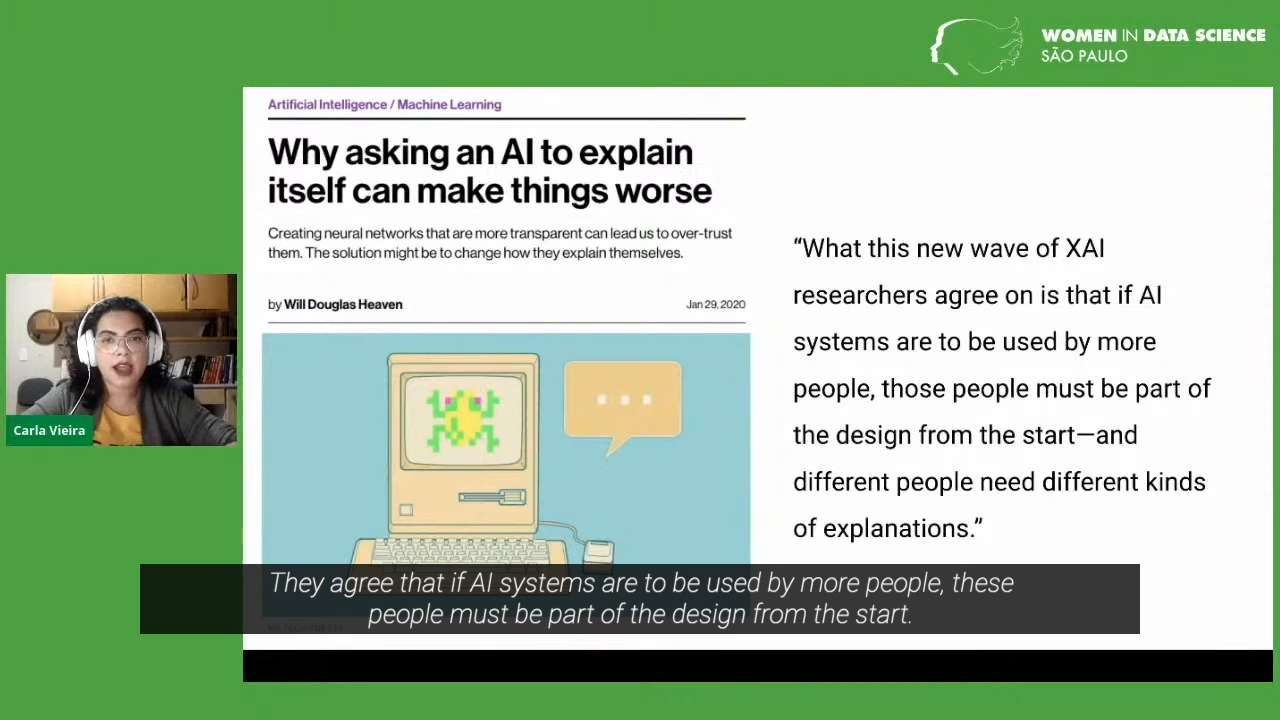 WOMEN IN DATA SCIENCE
SÃO PAULO
Artificial Intelligence / Machine Learning
Why asking an AI to explain
itself can make things worse
Creating neural networks that are more transparent can lead us to over-trust
them. The solution might be to change how they explain themselves.
by Will Douglas Heaven
Jan 29, 2020
“What this new wave of XAI
researchers agree on is that if AI
systems are to be used by more
people, those people must be part of
the design from the start—and
different people need different kinds
of explanations.”
Carla Vieira
They agree that if AI systems are to be used by more people, these
people must be part of the design from the start.